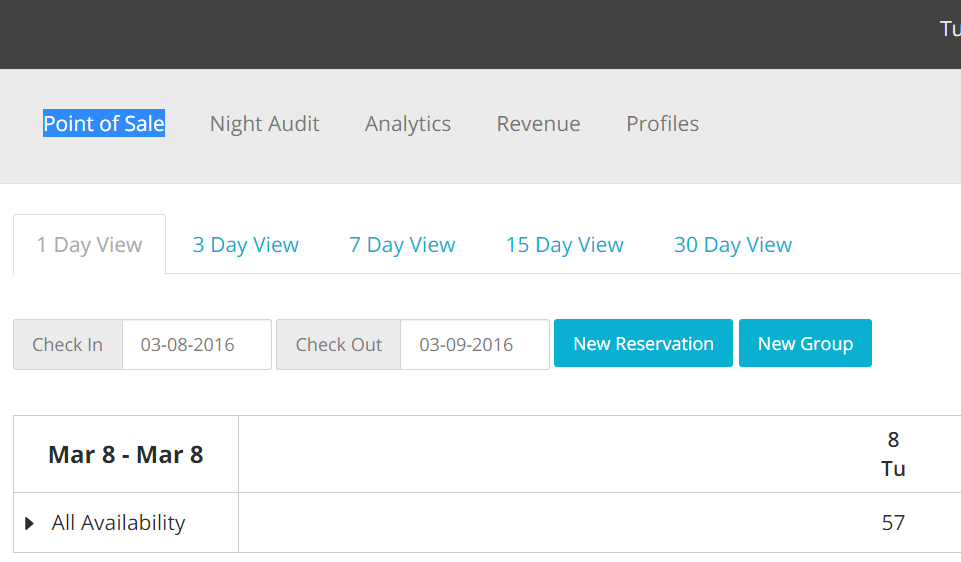 Tu
Point of Sale Night Audit Analytics Revenue Profiles
1 Day View 3 Day View 7 Day View 15 Day View 30 Day View
Check In 03-08-2016 Check Out 03-09-2016 New Reservation New Group
Mar 8 - Mar 8 8
Tu
All Availability 57